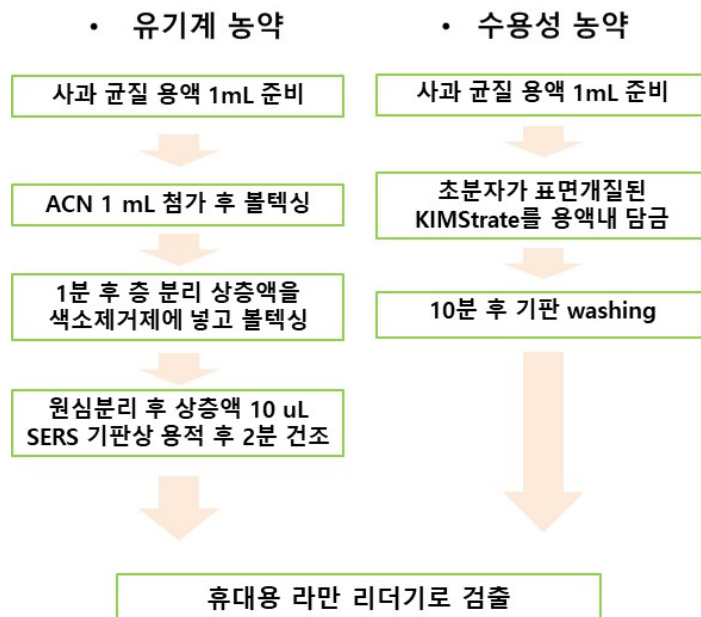 • 유기계 농약
사과 균질 용액 1mL 준비
ACN 1 mL 첨가 후 볼텍싱
1분 후 층 분리 상층액을
색소제거제에 넣고 볼텍싱
원심분리 후 상층액 10 uL
SERS 기판상 용적 후 2분 건조
• 수용성 농약
사과 균질 용액 1mL 준비
초분자가 표면개질된
KIMStrate를 용액내 담금
10분 후 기판 washing
휴대용 라만 리더기로 검출